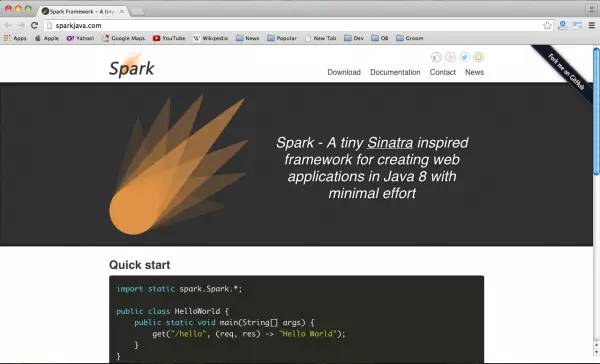 Spark Framework - A tiny
sparkjava.com
Apps Apple Yahoo! Google Maps YouTube Wikipedia News Popular New Tab Dev OB Groom
Spark
Download Documentation Contact News
Fork me on GitHub
Spark - A tiny Sinatra inspired
framework for creating web
applications in Java 8 with
minimal effort
Quick start
import static spark.Spark.*;
public class HelloWorld {
public static void main(String[] args) {
get("/hello", (req, res) -> "Hello World");
}
}